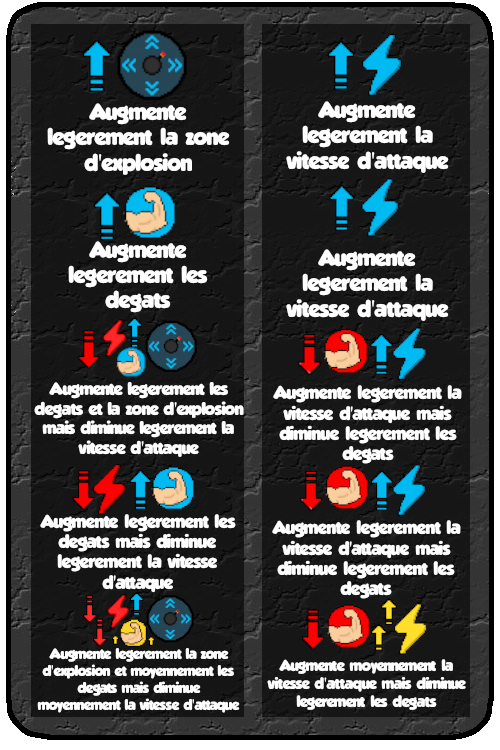 Augmente
legerement la zone
d'explosion
Augmente
legerement les
degats
Augmente legerement les
degats et la zone d'explosion
mais diminue legerement la
vitesse d'attaque
Augmente legerement les
degats mais diminue
legerement la vitesse
d'attaque
Augmente legerement la zone
d'explosion et moyennement les
degats mais diminue
moyennement la vitesse d'attaque
Augmente
legerement la
vitesse d'attaque
Augmente
legerement la
vitesse d'attaque
Augmente legerement la
vitesse d'attaque mais
diminue legerement les
degats
Augmente legerement la
vitesse d'attaque mais
diminue legerement les
degats
Augmente moyennement la
vitesse d'attaque mais diminue
legerement les degats